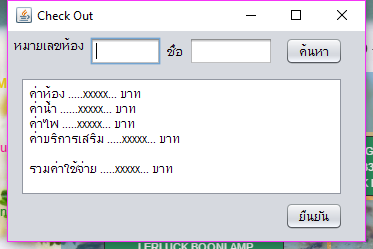 Check Out
หมายเลขห้อง ชื่อ ค้นหา
ค่าห้อง .....xxxxx... บาท
ค่าน้ำ .....xxxxx... บาท
ค่าไฟ .....xxxxx... บาท
ค่าบริการเสริม .....xxxxx... บาท
รวมค่าใช้จ่าย .....xxxxx... บาท
ยืนยัน
LERLUCK BOONLAMP